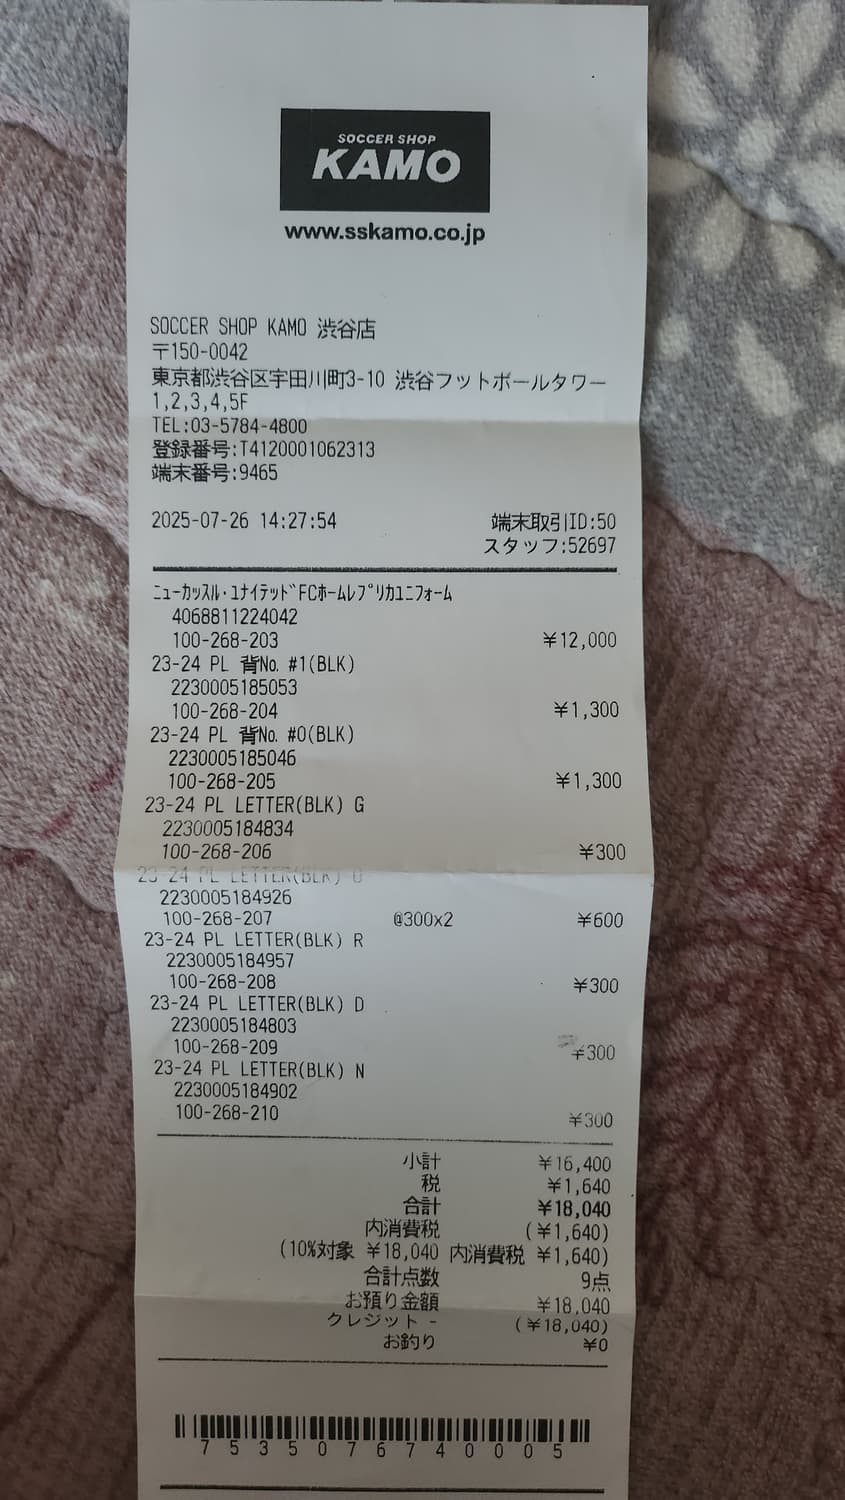 SOCCER SHOP
KAMO
www.sskamo.co.jp
SOCCER SHOP KAMO 渋谷店
〒150-0042
東京都渋谷区宇田川町3-10 渋谷フットボールタワー
1,2,3,4,5F
TEL:03-5784-4800
登録番号:T4120001062313
端末番号:9465
2025-07-26 14:27:54 端末取引ID:50
スタッフ:52697
ﾆｭｰｶｯｽﾙ・ﾕﾅｲﾃｯﾄﾞFCﾎｰﾑﾚﾌﾟﾘｶﾕﾆﾌｫｰﾑ
4068811224042
100-268-203 ¥12,000
23-24 PL 背No. #1(BLK)
2230005185053
100-268-204 ¥1,300
23-24 PL 背No. #0(BLK)
2230005185046
100-268-205 ¥1,300
23-24 PL LETTER(BLK) G
2230005184834
100-268-206 ¥300
23-24 PL LETTER(BLK)
2230005184926
100-268-207 @300x2 ¥600
23-24 PL LETTER(BLK) R
2230005184957
100-268-208 ¥300
23-24 PL LETTER(BLK) D
2230005184803
100-268-209 ¥300
23-24 PL LETTER(BLK) N
2230005184902
100-268-210 ¥300
小計 ¥16,400
税 ¥1,640
合計 ¥18,040
内消費税 (¥1,640)
(10%対象 ¥18,040 内消費税 ¥1,640)
合計点数 9点
お預り金額 ¥18,040
クレジット - (¥18,040)
お釣り ¥0
7535076740005